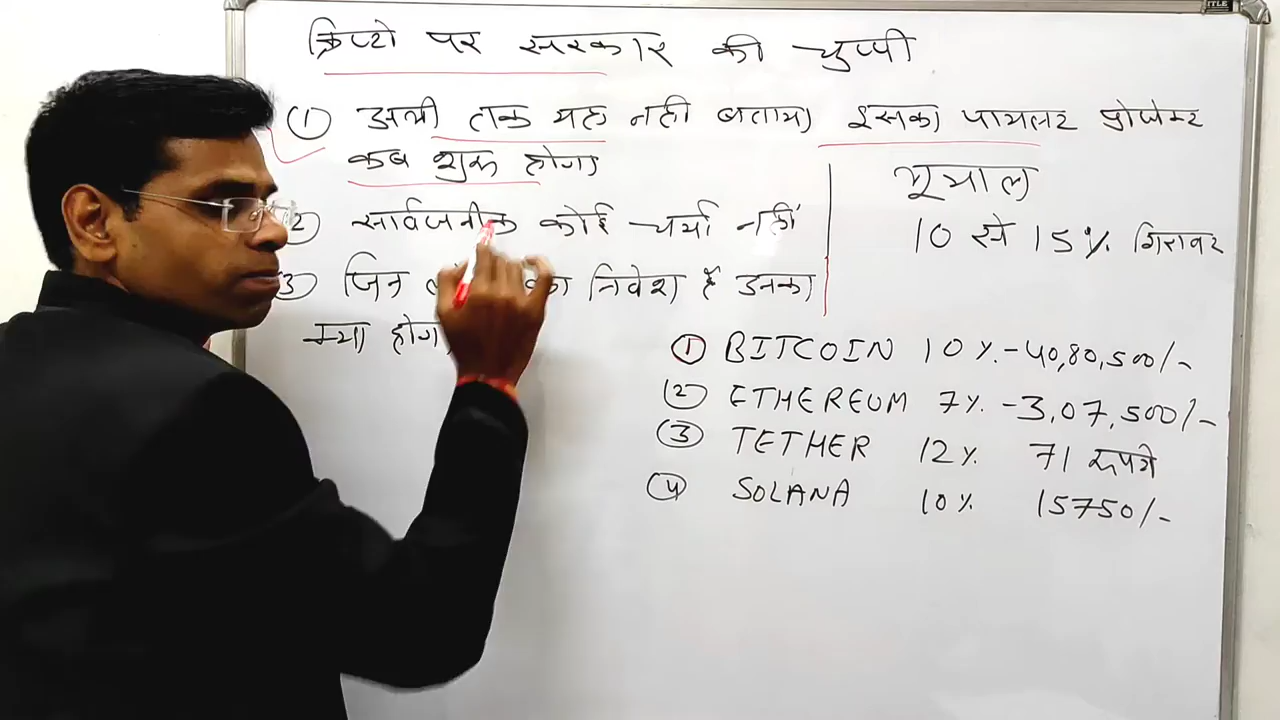 क्रिप्टो पर सरकार की चुप्पी
① अभी तक यह नही बताया इसका पायलट प्रोजेक्ट
कब शुरू होगा
② सार्वजनीक कोई चर्चा नहीं
③ जिन का निवेश है उनका
क्या होगा
भूचाल
10 से 15% गिरावट
① BITCOIN 10% - 40,80,500/-
② ETHEREUM 7% - 3,07,500/-
③ TETHER 12% 71 रूपये
④ SOLANA 10% 15750/-